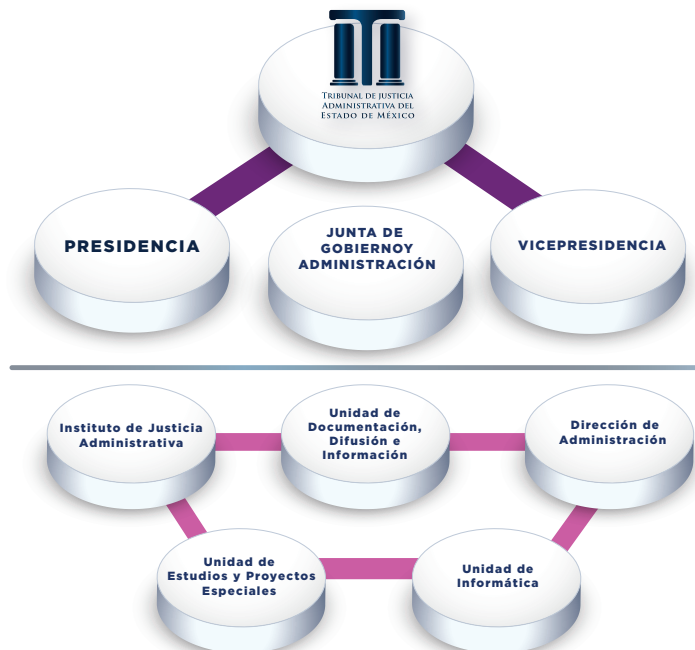 TRIBUNAL DE JUSTICIA
ADMINISTRATIVA DEL
ESTADO DE MÉXICO
PRESIDENCIA
JUNTA DE
GOBIERNOY
ADMINISTRACIÓN
VICEPRESIDENCIA
Instituto de Justicia
Administrativa
Unidad de
Documentación,
Difusión e
Información
Dirección de
Administración
Unidad de
Estudios y Proyectos
Especiales
Unidad de
Informática